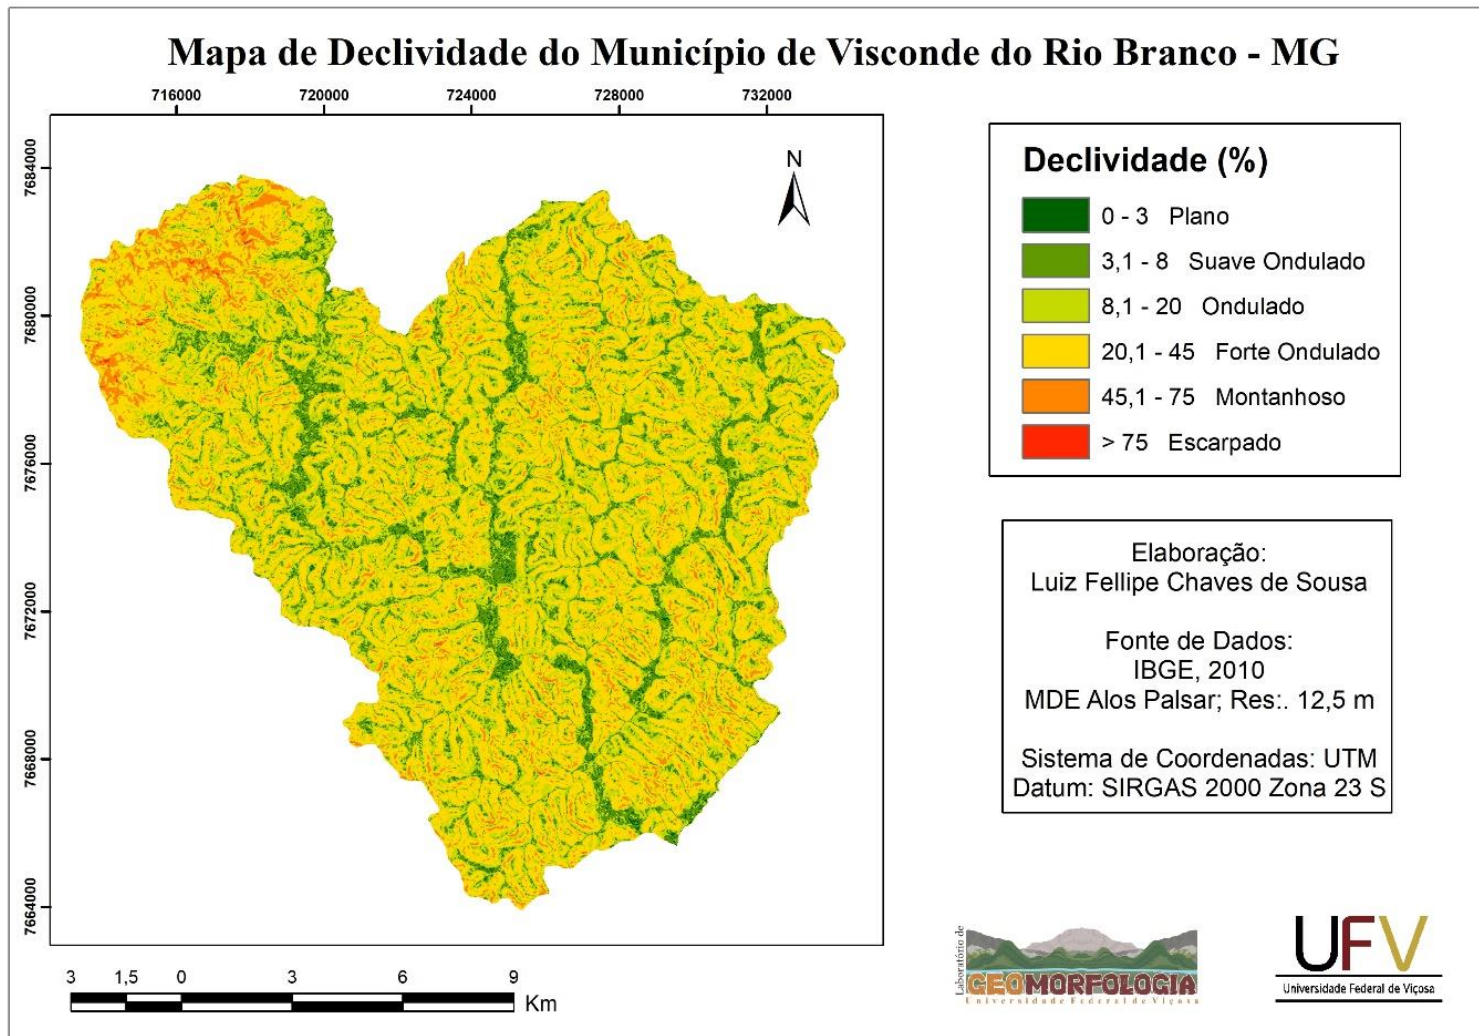 Mapa de Declividade do Município de Visconde do Rio Branco - MG
716000 720000 724000 728000 732000
7684000
7680000
7676000
7672000
7668000
7664000
N
3 1,5 0 3 6 9
Km
Declividade (%)
0 - 3 Plano
3,1 - 8 Suave Ondulado
8,1 - 20 Ondulado
20,1 - 45 Forte Ondulado
45,1 - 75 Montanhoso
> 75 Escarpado
Elaboração:
Luiz Fellipe Chaves de Sousa
Fonte de Dados:
IBGE, 2010
MDE Alos Palsar; Res:. 12,5 m
Sistema de Coordenadas: UTM
Datum: SIRGAS 2000 Zona 23 S
Laboratório de
GEOMORFOLOGIA
Universidade Federal de Viçosa
UFV
Universidade Federal de Viçosa